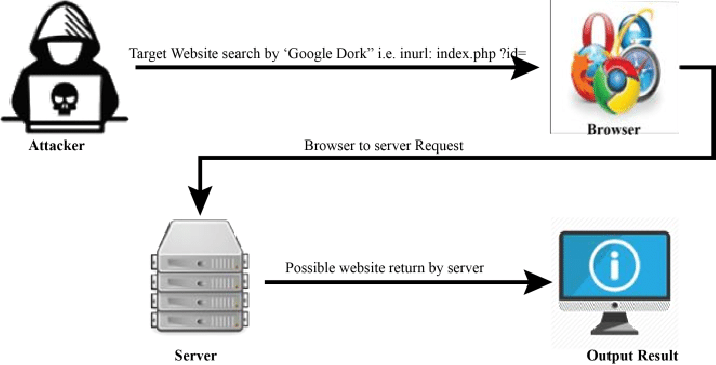 Target Website search by ‘Google Dork” i.e. inurl: index.php ?id=
Attacker
Browser
Browser to server Request
Possible website return by server
Server
Output Result